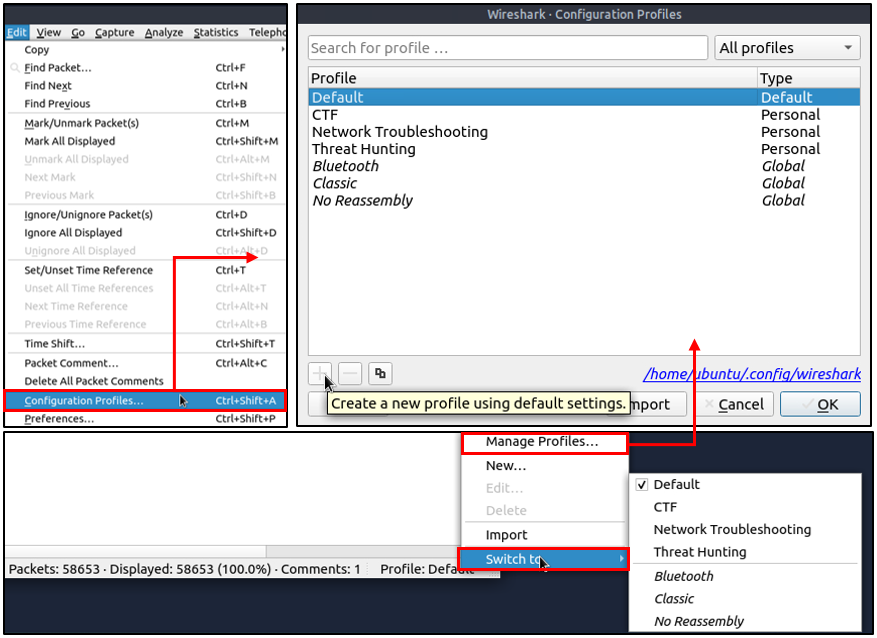 Edit View Go Capture Analyze Statistics Telepho
Copy
Find Packet... Ctrl+F
Find Next Ctrl+N
Find Previous Ctrl+B
Mark/Unmark Packet(s) Ctrl+M
Mark All Displayed Ctrl+Shift+M
Unmark All Displayed Ctrl+Alt+M
Next Mark Ctrl+Shift+N
Previous Mark Ctrl+Shift+B
Ignore/Unignore Packet(s) Ctrl+D
Ignore All Displayed Ctrl+Shift+D
Unignore All Displayed Ctrl+Alt+D
Set/Unset Time Reference Ctrl+T
Unset All Time References Ctrl+Alt+T
Next Time Reference Ctrl+Alt+N
Previous Time Reference Ctrl+Alt+B
Time Shift... Ctrl+Shift+T
Packet Comment... Ctrl+Alt+C
Delete All Packet Comments
Configuration Profiles... Ctrl+Shift+A
Preferences... Ctrl+Shift+P
Wireshark · Configuration Profiles
Search for profile ... All profiles
Profile Type
Default Default
CTF Personal
Network Troubleshooting Personal
Threat Hunting Personal
Bluetooth Global
Classic Global
No Reassembly Global
/home/ubuntu/.config/wireshark
Create a new profile using default settings.
mport Cancel OK
Manage Profiles...
New...
Edit...
Delete
Import
Switch to
Default
CTF
Network Troubleshooting
Threat Hunting
Bluetooth
Classic
No Reassembly
Packets: 58653 · Displayed: 58653 (100.0%) · Comments: 1 Profile: Default